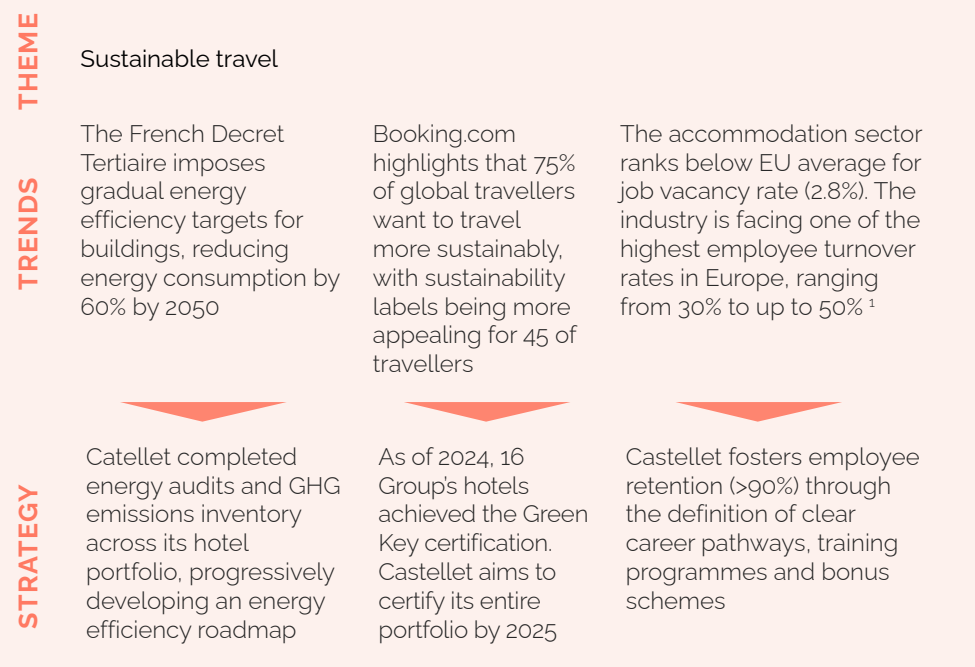 THEME
Sustainable travel
TRENDS
The French Decret
Tertiaire imposes
gradual energy
efficiency targets for
buildings, reducing
energy consumption by
60% by 2050
Booking.com
highlights that 75%
of global travellers
want to travel
more sustainably,
with sustainability
labels being more
appealing for 45 of
travellers
The accommodation sector
ranks below EU average for
job vacancy rate (2.8%). The
industry is facing one of the
highest employee turnover
rates in Europe, ranging
from 30% to up to 50% ¹
STRATEGY
Catellet completed
energy audits and GHG
emissions inventory
across its hotel
portfolio, progressively
developing an energy
efficiency roadmap
As of 2024, 16
Group's hotels
achieved the Green
Key certification.
Castellet aims to
certify its entire
portfolio by 2025
Castellet fosters employee
retention (>90%) through
the definition of clear
career pathways, training
programmes and bonus
schemes